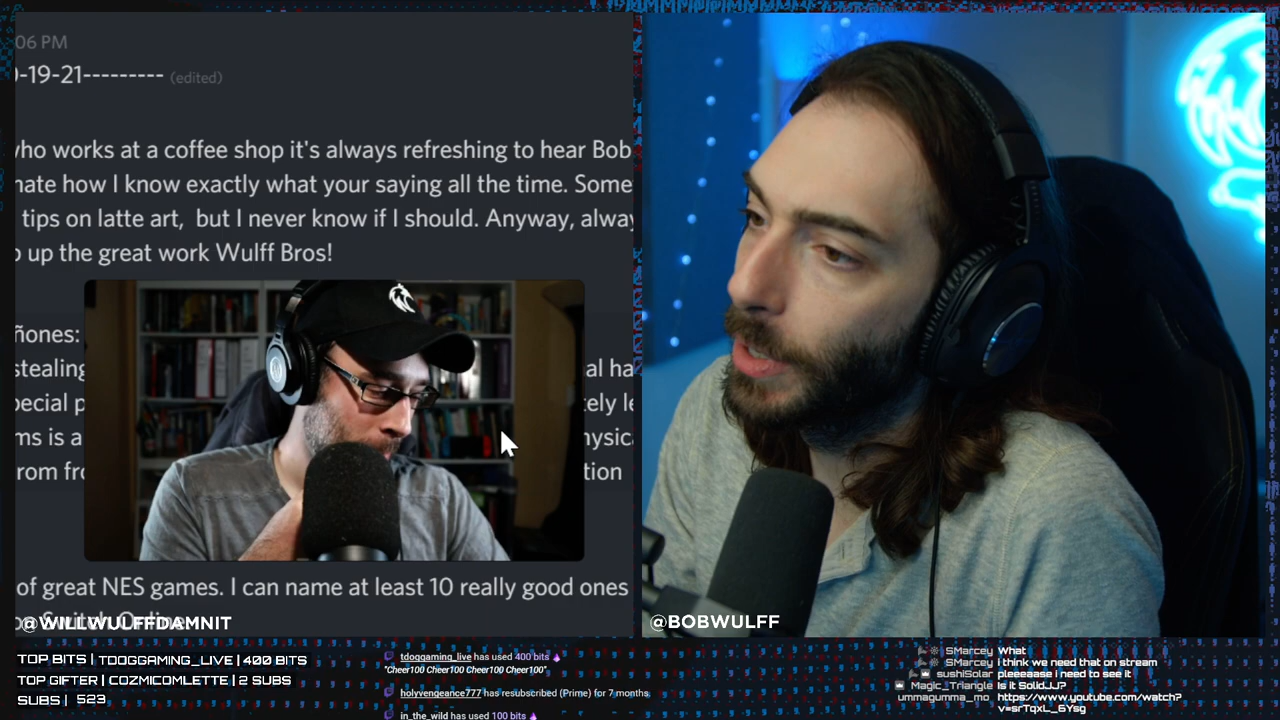 06 PM
-19-21--------- (edited)
who works at a coffee shop it's always refreshing to hear Bob
nate how I know exactly what your saying all the time. Some
tips on latte art, but I never know if I should. Anyway, alway
up the great work Wulff Bros!
ñones:
stealing
al ha
pecial p
tely le
ms is a
hysica
rom fro
tion
of great NES games. I can name at least 10 really good ones
@WILLWULFFDAMNIT
@BOBWULFF
TOP BITS | TDOGGAMING_LIVE | 400 BITS
TOP GIFTER | COZMICOMLETTE | 2 SUBS
SUBS | 523
tdoggaming_live has used 400 bits
"Cheer100 Cheer100 Cheer100 Cheer100"
holyvengeance777 has resubscribed (Prime) for 7 months
in_the_wild has used 100 bits
SMarcey What
SMarcey i think we need that on stream
sushiSolar pleeease I need to see it
Magic_Triangle Is it SolidJJ?
ummagumma_mo https://www.youtube.com/watch?
v=srTqxL_6Ysg